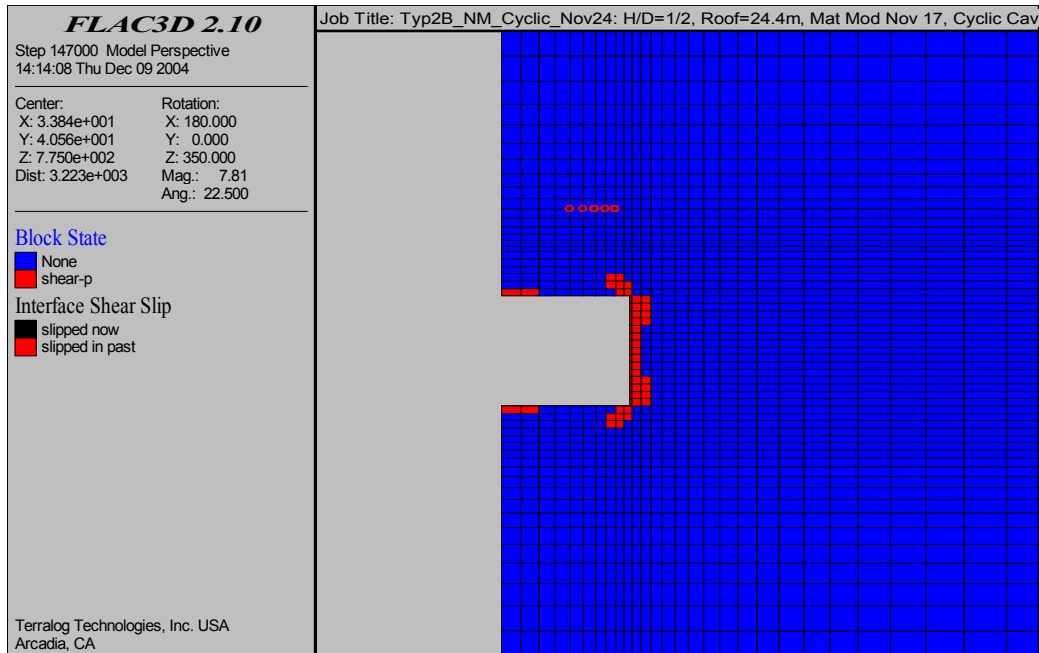 FLAC3D 2.10
Job Title: Typ2B_NM_Cyclic_Nov24: H/D=1/2, Roof=24.4m, Mat Mod Nov 17, Cyclic Cav
Step 147000  Model Perspective
14:14:08 Thu Dec 09 2004
Center: Rotation:
X: 3.384e+001 X: 180.000
Y: 4.056e+001 Y: 0.000
Z: 7.750e+002 Z: 350.000
Dist: 3.223e+003 Mag.: 7.81
Ang.: 22.500
Block State
None
shear-p
Interface Shear Slip
slipped now
slipped in past
Terralog Technologies, Inc. USA
Arcadia, CA